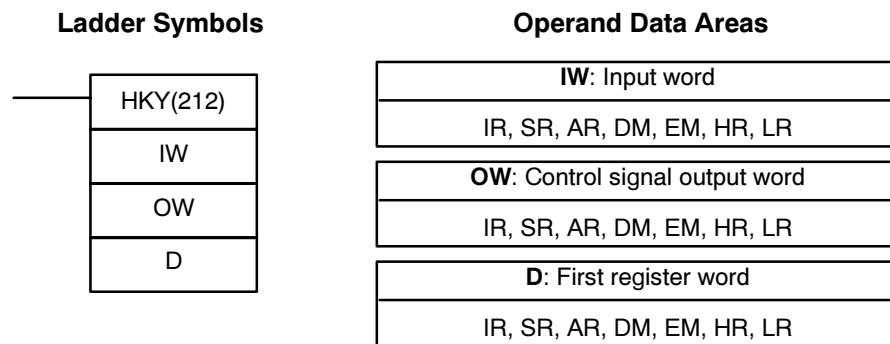 Ladder Symbols
HKY(212)
IW
OW
D
Operand Data Areas
IW: Input word
IR, SR, AR, DM, EM, HR, LR
OW: Control signal output word
IR, SR, AR, DM, EM, HR, LR
D: First register word
IR, SR, AR, DM, EM, HR, LR